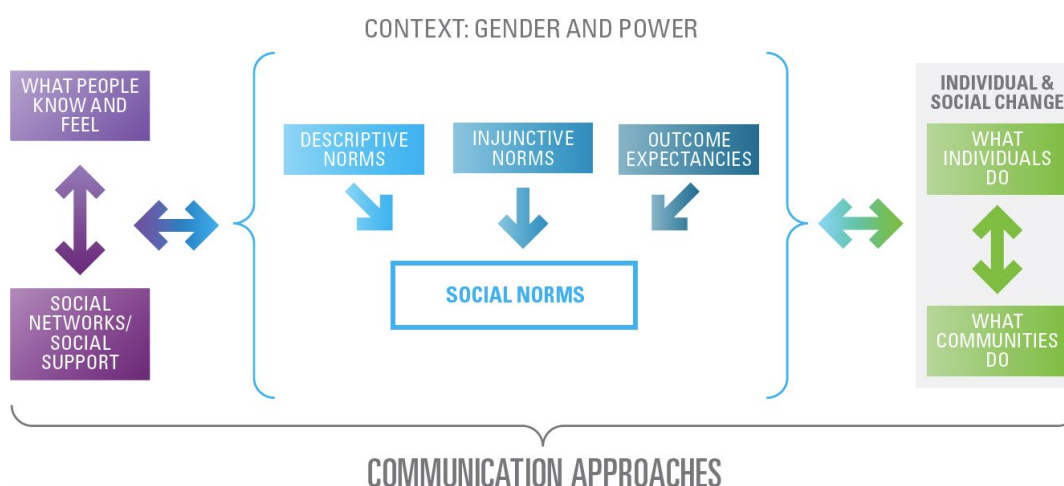 CONTEXT: GENDER AND POWER
WHAT PEOPLE
KNOW AND
FEEL
SOCIAL
NETWORKS/
SOCIAL
SUPPORT
DESCRIPTIVE
NORMS
INJUNCTIVE
NORMS
OUTCOME
EXPECTANCIES
SOCIAL NORMS
INDIVIDUAL &
SOCIAL CHANGE
WHAT
INDIVIDUALS
DO
WHAT
COMMUNITIES
DO
COMMUNICATION APPROACHES